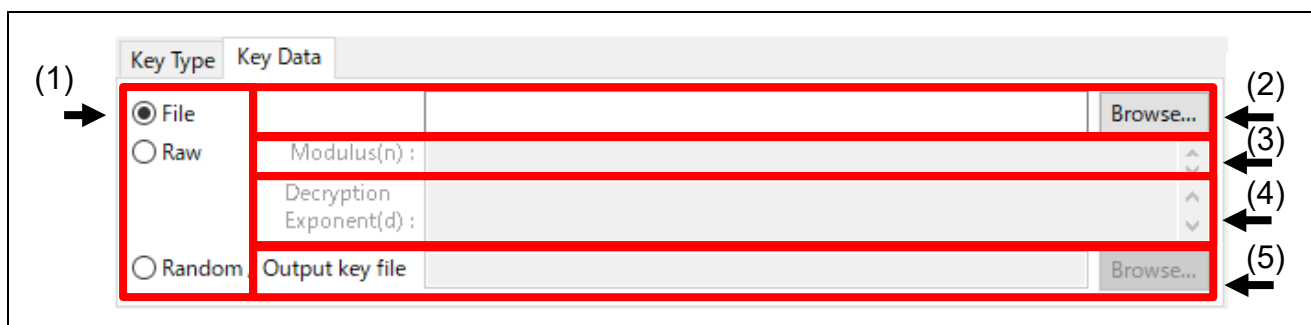 Key Type Key Data
(1)
(2)
File Browse...
(3)
Raw Modulus(n) :
(4)
Decryption
Exponent(d) :
(5)
Random , Output key file Browse...